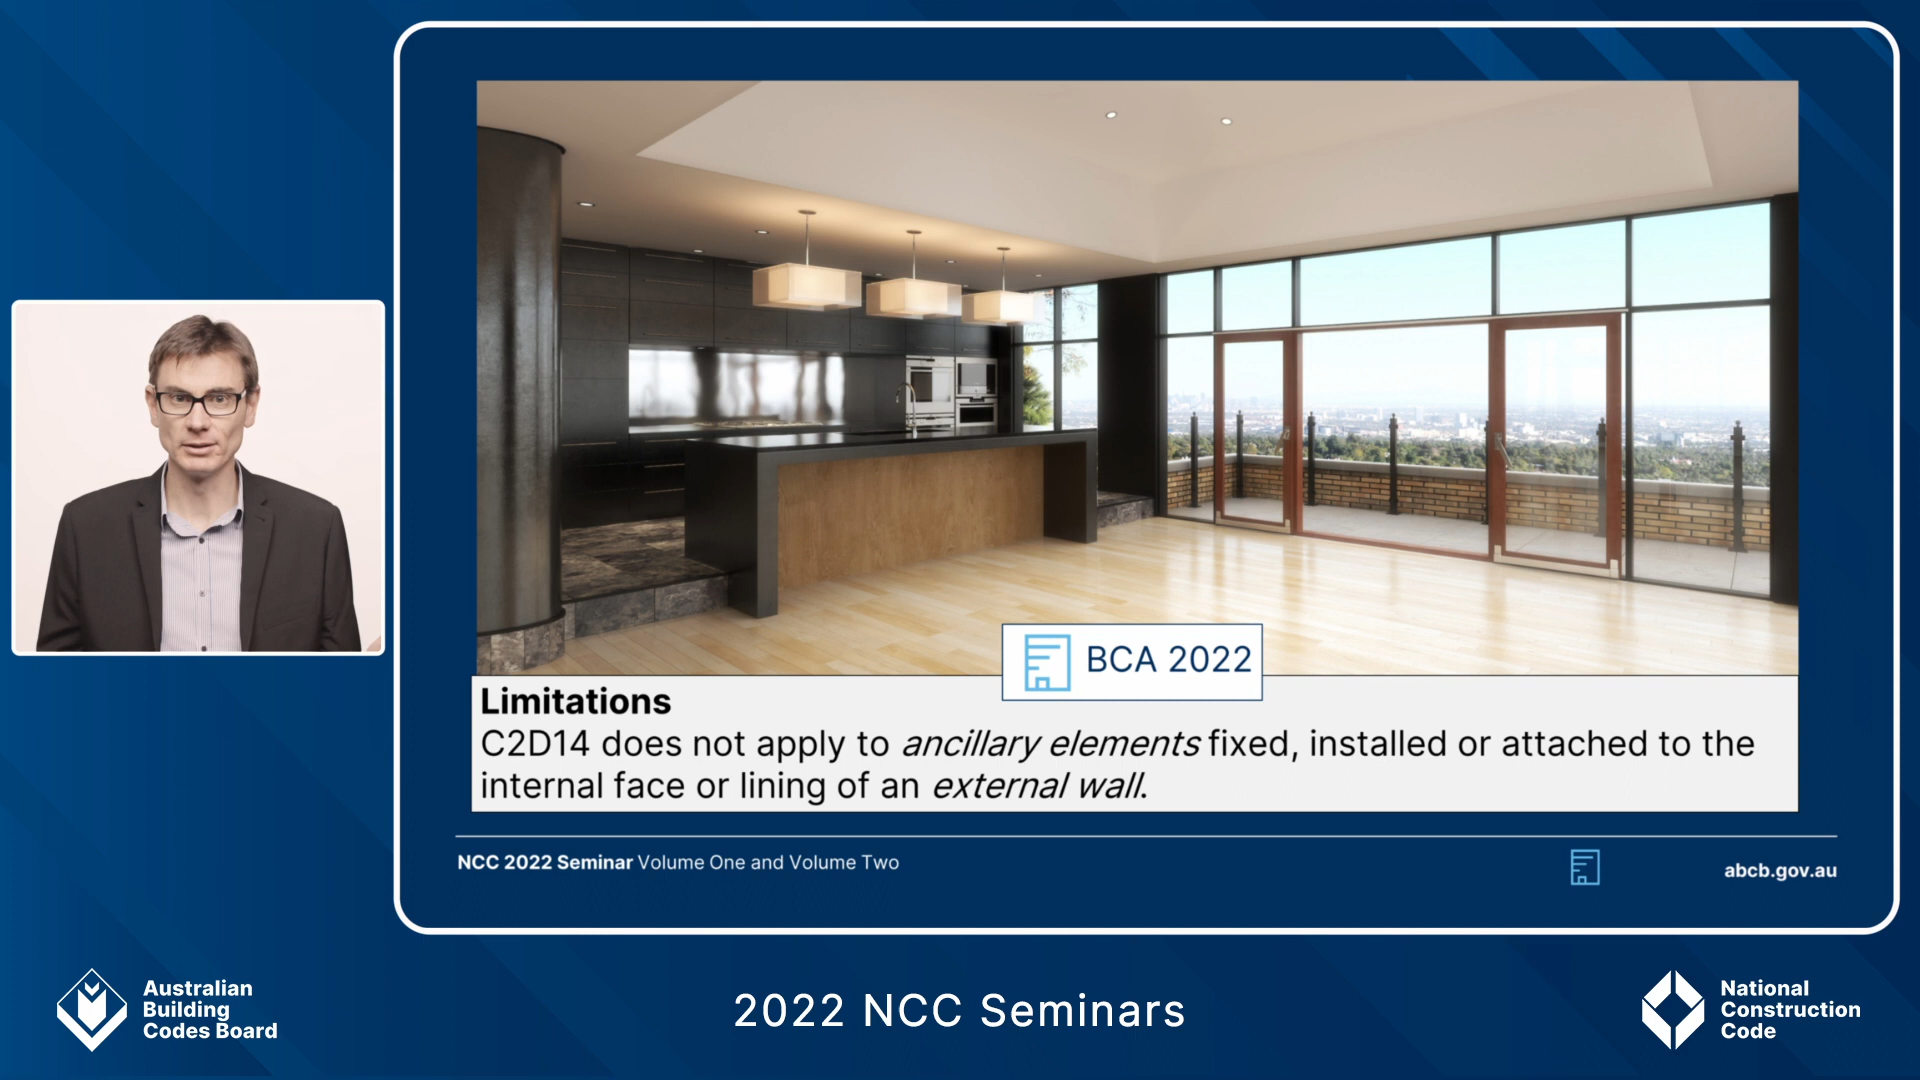 BCA 2022
Limitations
C2D14 does not apply to ancillary elements fixed, installed or attached to the
internal face or lining of an external wall.
NCC 2022 Seminar Volume One and Volume Two
abcb.gov.au
Australian
Building
Codes Board
2022 NCC Seminars
National
Construction
Code